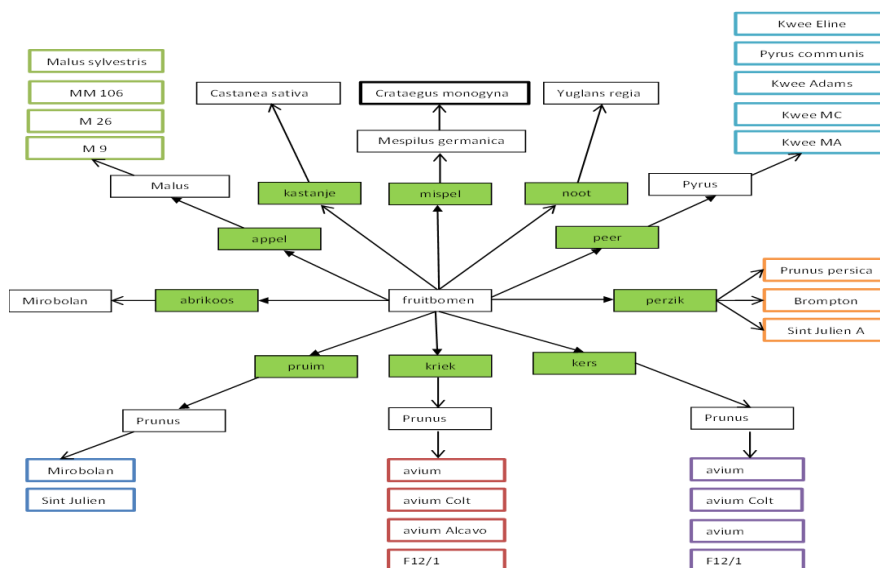 Kwee Eline
Malus sylvestris
Pyrus communis
MM 106
Castanea sativa
Crataegus monogyna
Yuglans regia
Kwee Adams
M 26
Kwee MC
M 9
Mespilus germanica
Kwee MA
Malus
kastanje
mispel
noot
Pyrus
appel
peer
Prunus persica
Mirobolan
abrikoos
fruitbomen
perzik
Brompton
Sint Julien A
pruim
kriek
kers
Prunus
Prunus
Prunus
Mirobolan
avium
avium
Sint Julien
avium Colt
avium Colt
avium Alcavo
avium
F12/1
F12/1